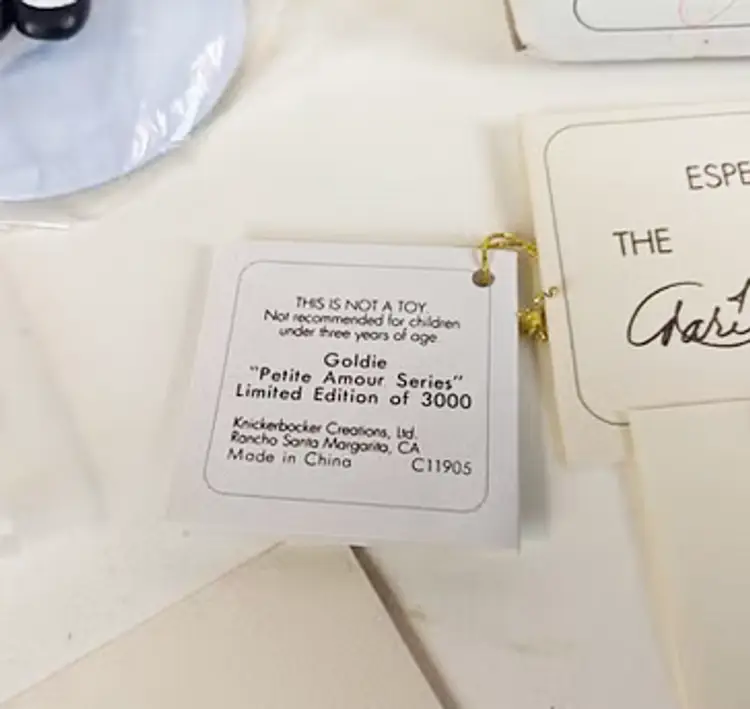 THIS IS NOT A TOY.
Not recommended for children
under three years of age
Goldie
"Petite Amour Series"
Limited Edition of 3000
Knickerbocker Creations, Ltd.
Rancho Santa Margarita, CA
Made in China C11905
THE